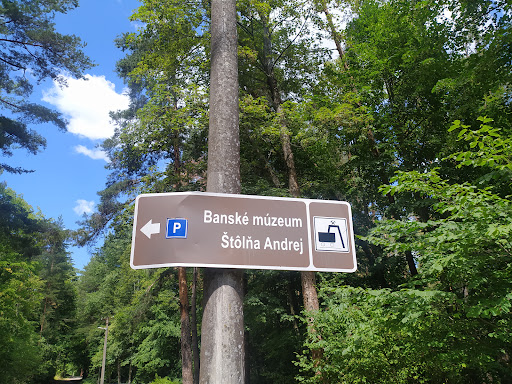 P
Banské múzeum
Štôlňa Andrej